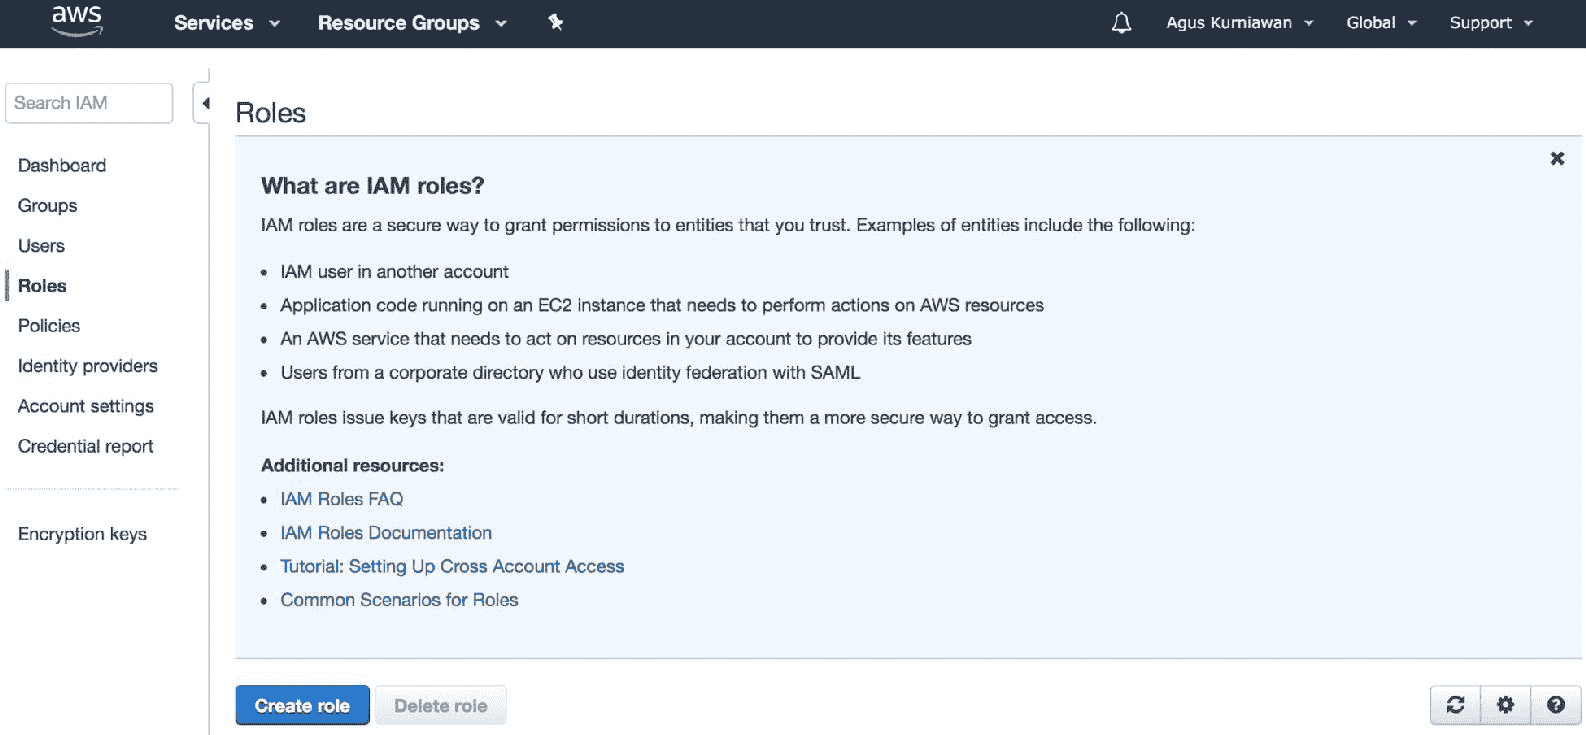 aws Services Resource Groups Agus Kurniawan Global Support
Search IAM
Dashboard
Groups
Users
Roles
Policies
Identity providers
Account settings
Credential report
Encryption keys
Roles
What are IAM roles?
IAM roles are a secure way to grant permissions to entities that you trust. Examples of entities include the following:
• IAM user in another account
• Application code running on an EC2 instance that needs to perform actions on AWS resources
• An AWS service that needs to act on resources in your account to provide its features
• Users from a corporate directory who use identity federation with SAML
IAM roles issue keys that are valid for short durations, making them a more secure way to grant access.
Additional resources:
• IAM Roles FAQ
• IAM Roles Documentation
• Tutorial: Setting Up Cross Account Access
• Common Scenarios for Roles
Create role Delete role